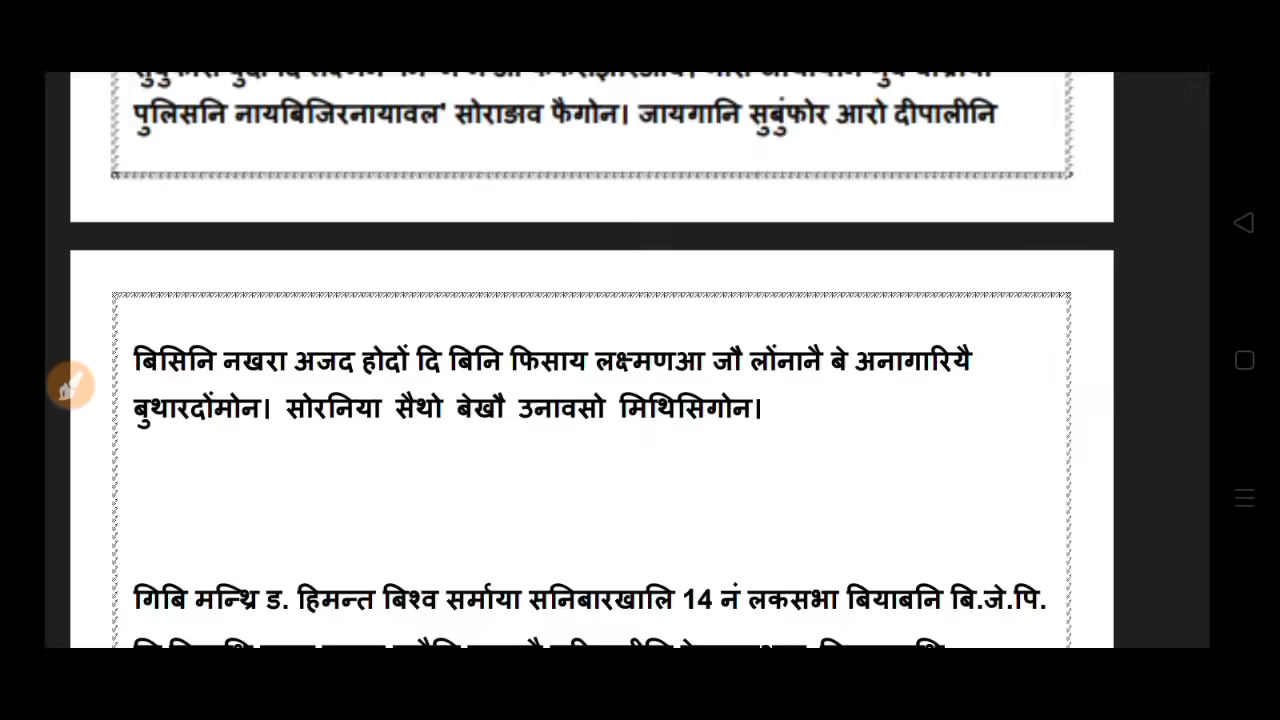 पुलिसनि नायबिजिरनायावल' सोराङाव फैगोन। जायगानि सुबुंफोर आरो दीपालीनि
बिसिनि नखरा अजद होदों दि बिनि फिसाय लक्ष्मणआ जौ लोंनानै बे अनागारियै
बुथारदोंमोन। सोरनिया सैथो बेखौ उनावसो मिथिसिगोन।
गिबि मन्थ्रि ड. हिमन्त बिश्व सर्माया सनिबारखालि 14 नं लकसभा बियाबनि बि.जे.पि.